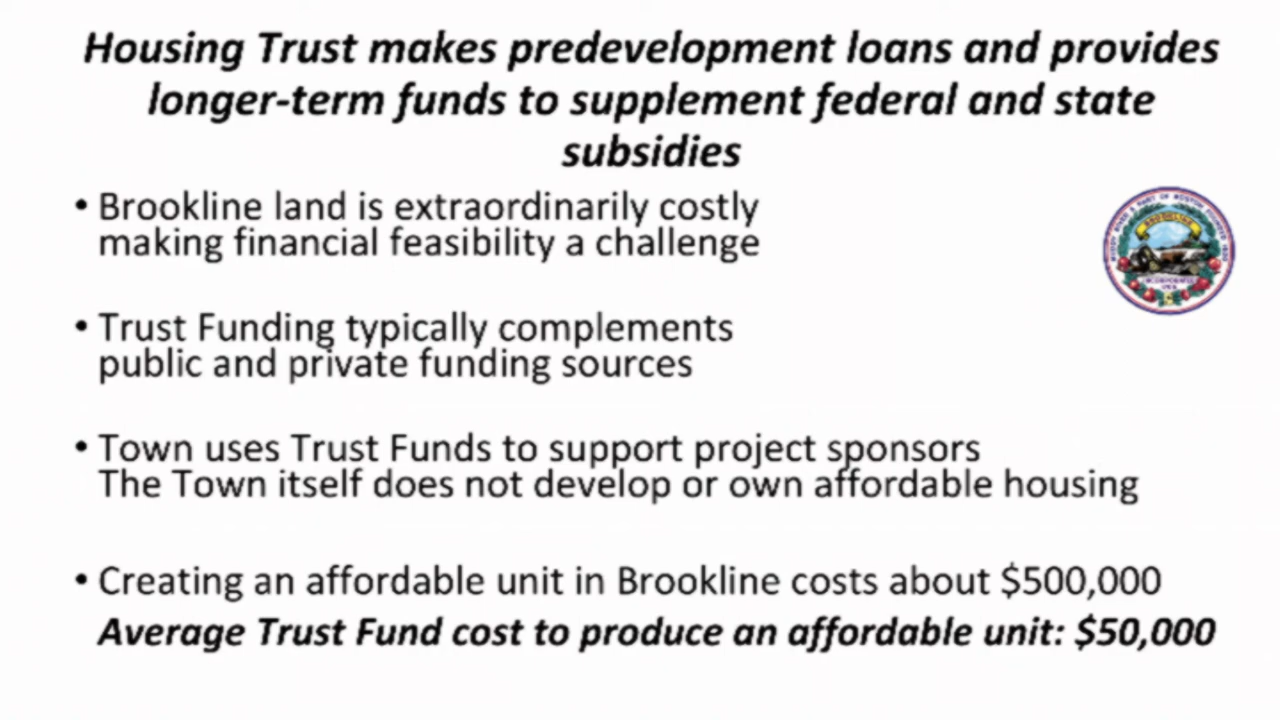 Housing Trust makes predevelopment loans and provides
longer-term funds to supplement federal and state
subsidies
• Brookline land is extraordinarily costly
making financial feasibility a challenge
• Trust Funding typically complements
public and private funding sources
• Town uses Trust Funds to support project sponsors
The Town itself does not develop or own affordable housing
• Creating an affordable unit in Brookline costs about $500,000
Average Trust Fund cost to produce an affordable unit: $50,000
BROOKLINE